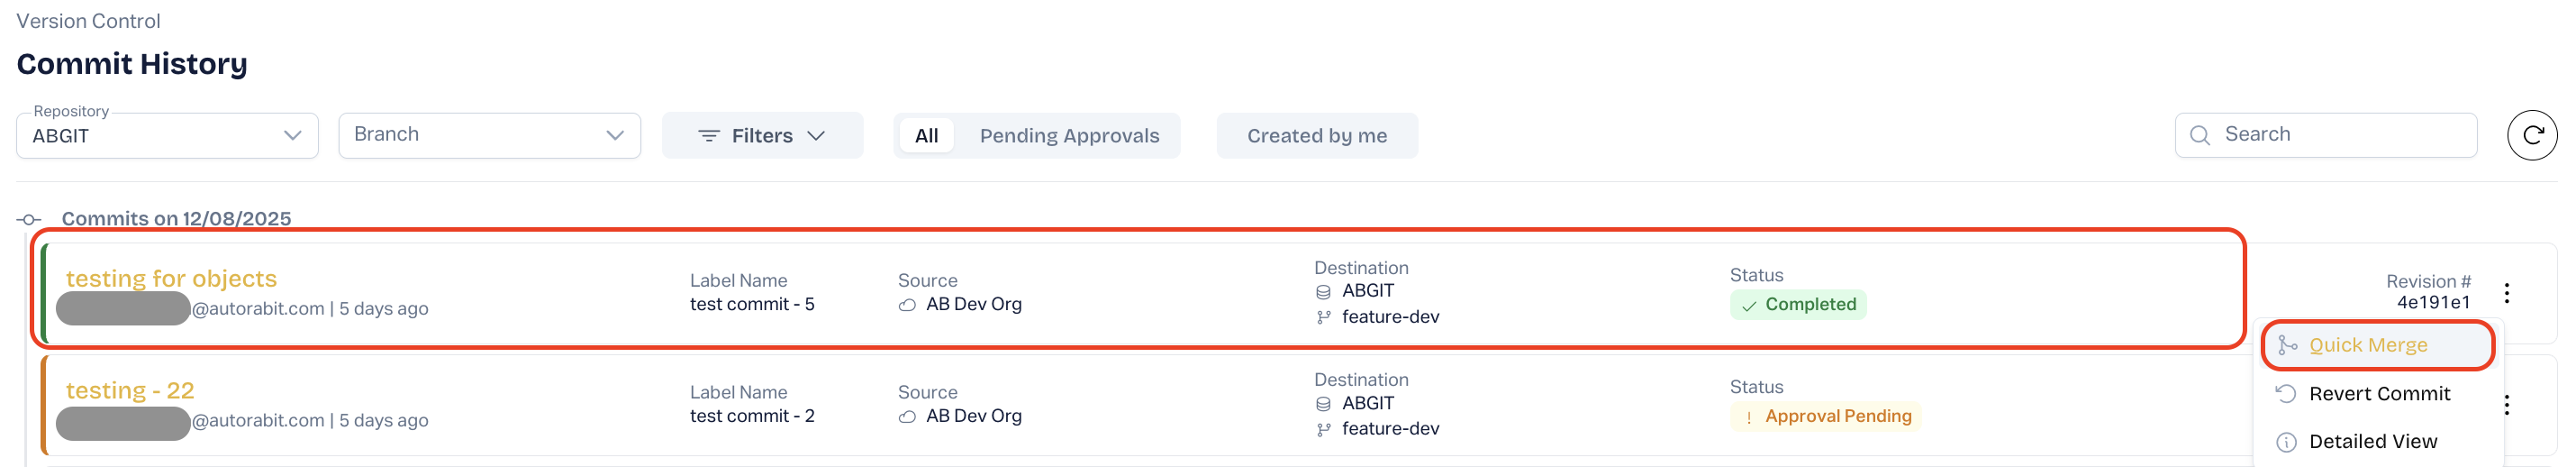 Version Control
Commit History
Repository
ABGIT
Branch
Filters
All
Pending Approvals
Created by me
Search
Commits on 12/08/2025
testing for objects
@autorabit.com | 5 days ago
Label Name
test commit - 5
Source
AB Dev Org
Destination
ABGIT
feature-dev
Status
Completed
Revision #
4e191e1
Quick Merge
Revert Commit
Detailed View
testing - 22
@autorabit.com | 5 days ago
Label Name
test commit - 2
Source
AB Dev Org
Destination
ABGIT
feature-dev
Status
Approval Pending